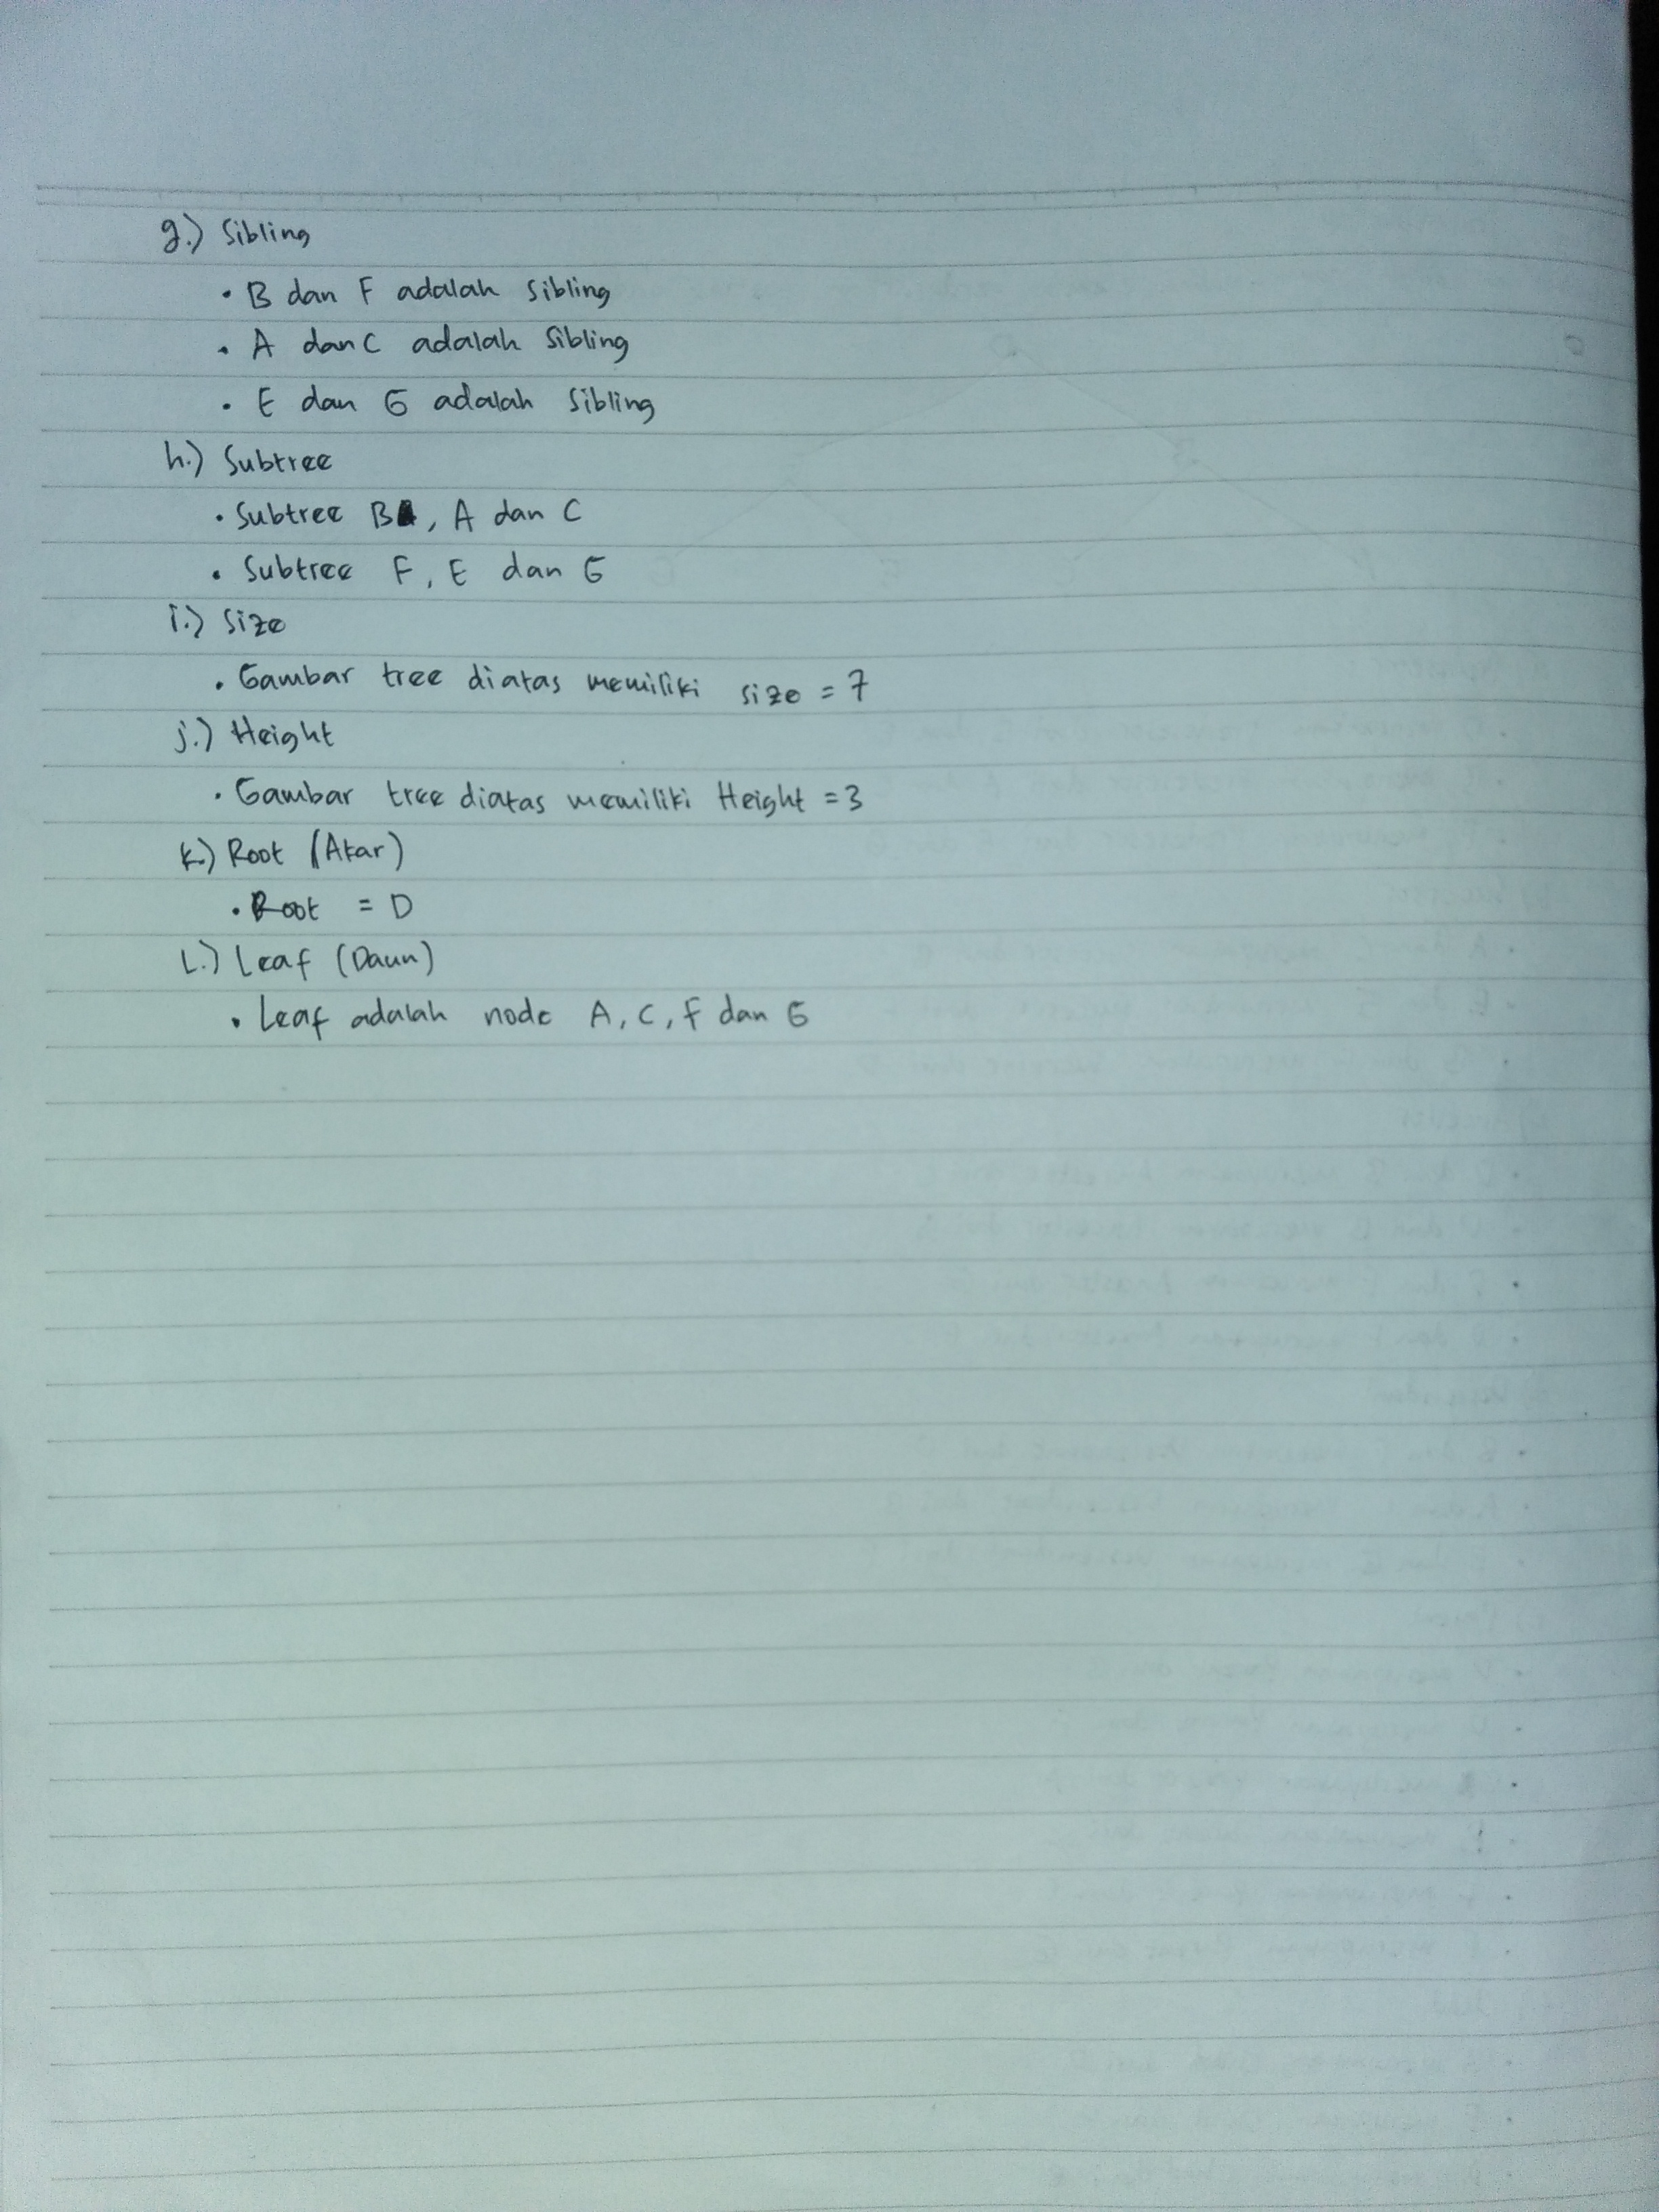 g.) Sibling
• B dan F adalah Sibling
• A dan C adalah Sibling
• E dan G adalah Sibling
h.) Subtree
• Subtree B, A dan C
• Subtree F, E dan G
i.) Size
• Gambar tree diatas memiliki size = 7
j.) Height
• Gambar tree diatas memiliki Height = 3
k.) Root (Akar)
• Root = D
L.) Leaf (Daun)
• Leaf adalah node A, C, F dan G